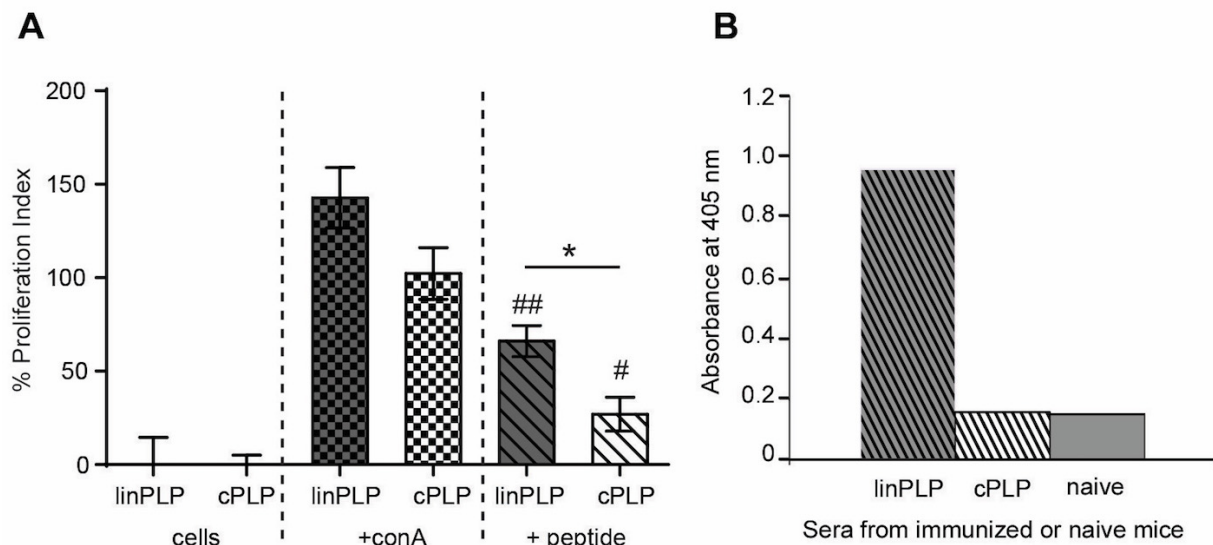 A
% Proliferation Index
200
150
100
50
0
*
##
#
linPLP cPLP linPLP cPLP linPLP cPLP
cells +conA + peptide
B
Absorbance at 405 nm
1.2
1.0
0.8
0.6
0.4
0.2
0
linPLP cPLP naive
Sera from immunized or naive mice